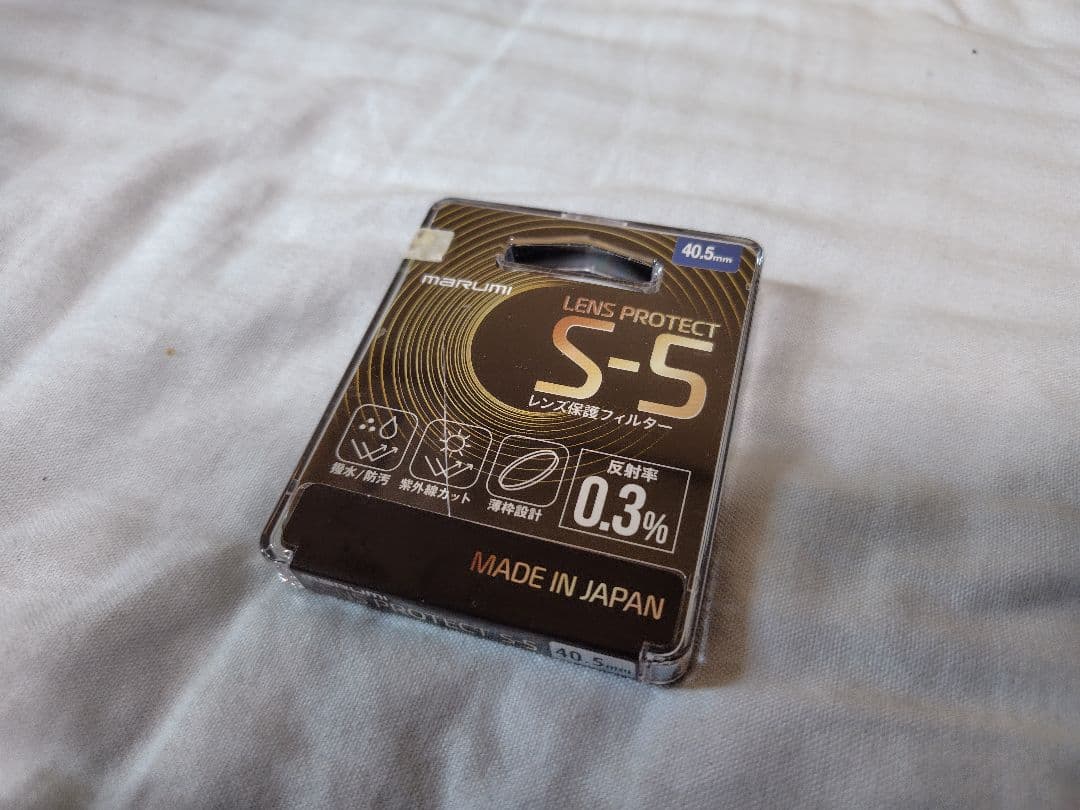 40.5mm
marumi
LENS PROTECT
S-S
レンズ保護フィルター
撥水/防汚
紫外線カット
薄枠設計
反射率
0.3%
MADE IN JAPAN
PROTECT S-S
40.5mm